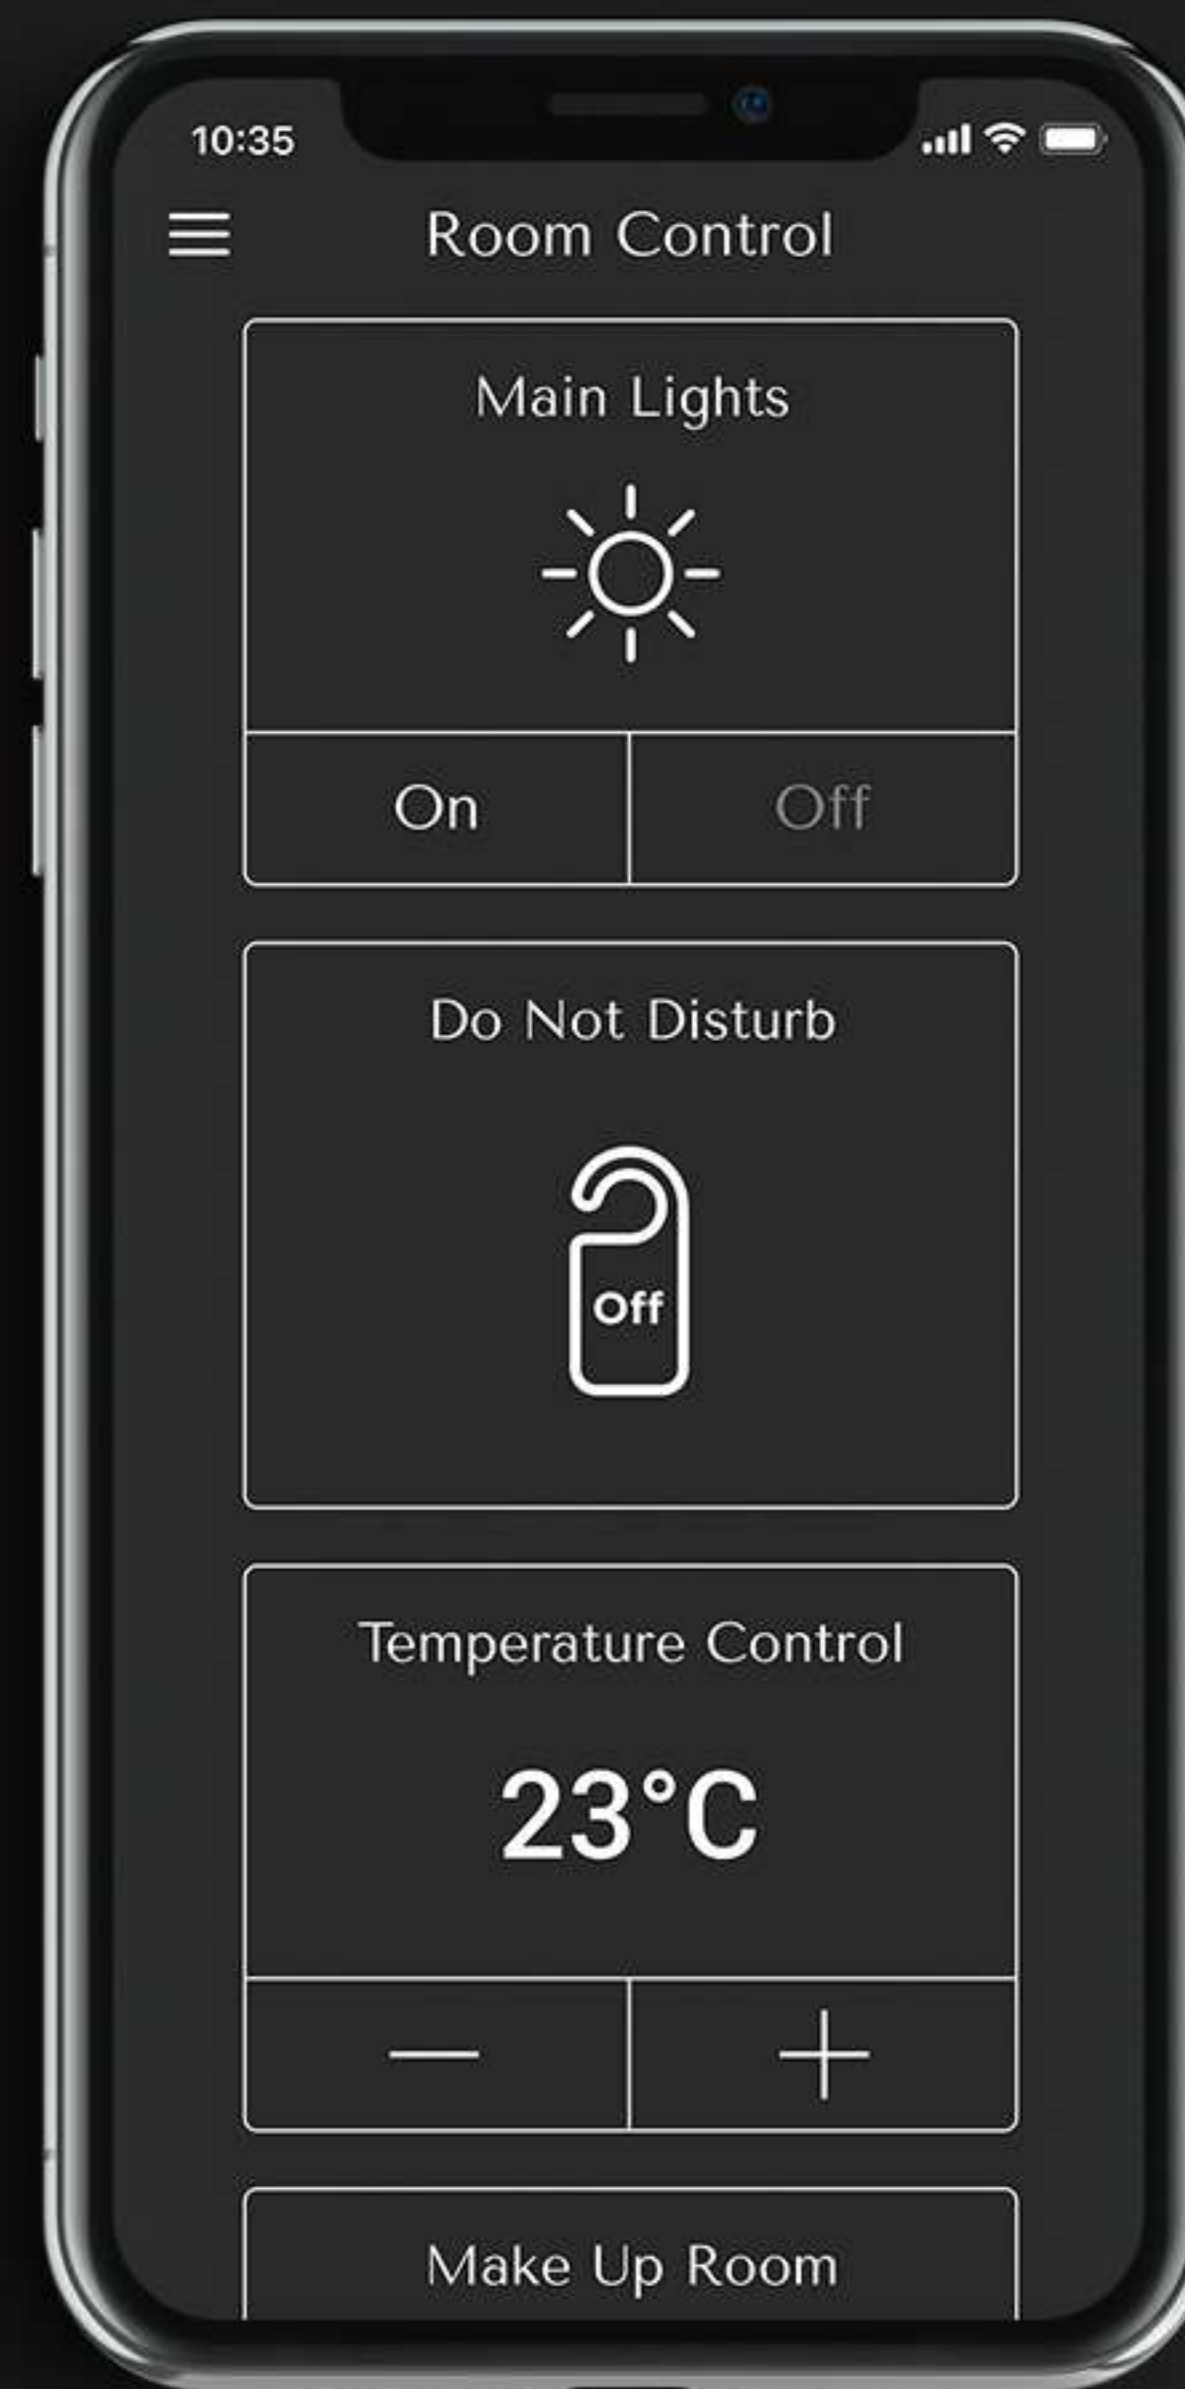 10:35
Room Control
Main Lights
On
Off
Do Not Disturb
Off
Temperature Control
23°C
Make Up Room